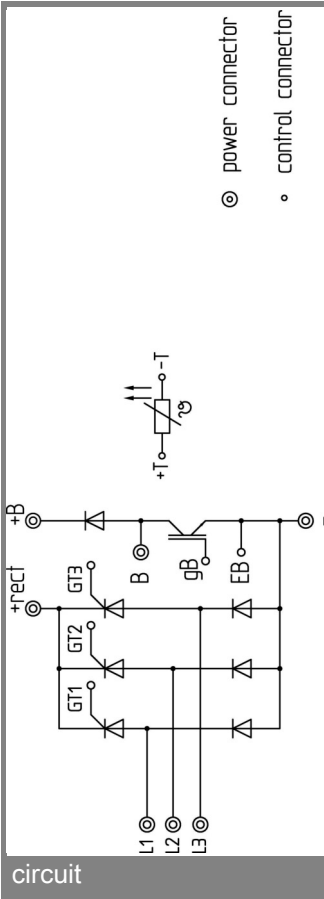 power connector
control connector
+T
-T
ϑ
+B
+rect
GT3
GT2
GT1
B
gB
EB
-
L1
L2
L3
circuit